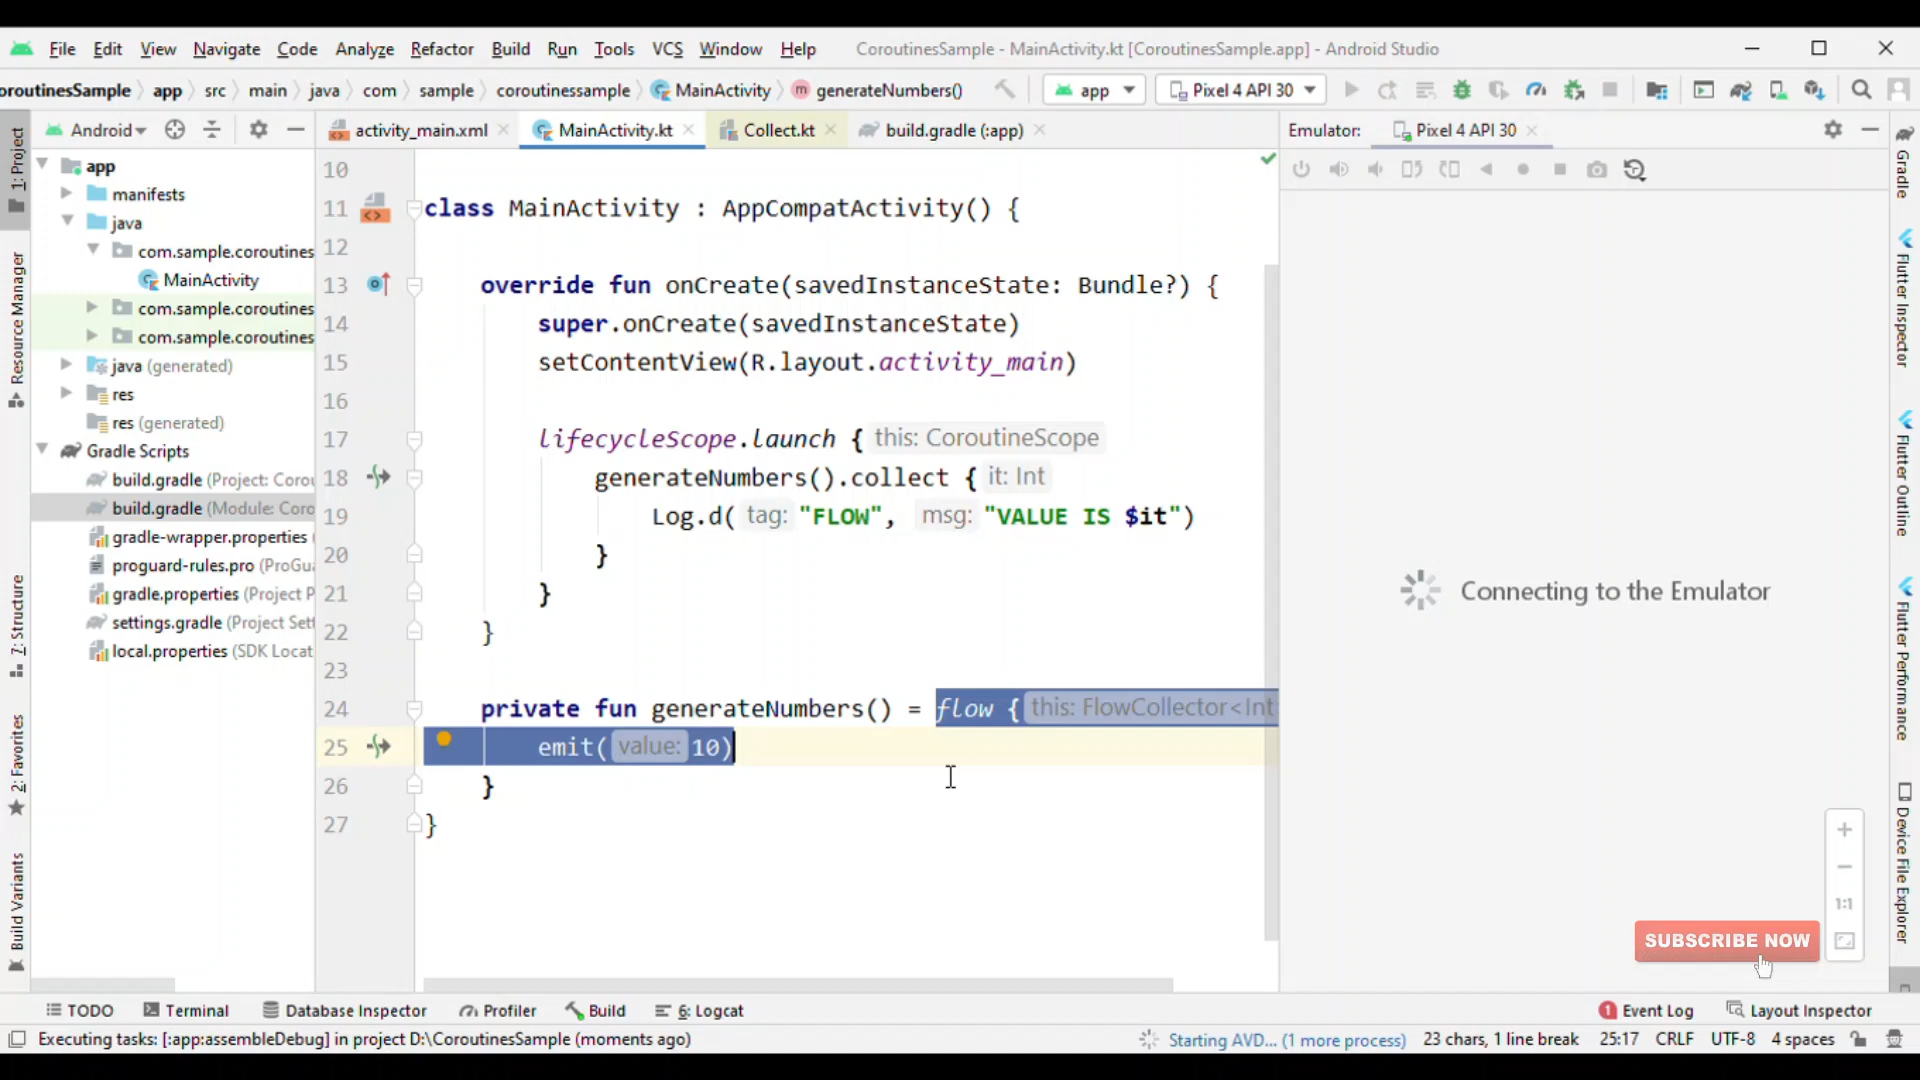 File Edit View Navigate Code Analyze Refactor Build Run Tools VCS Window Help CoroutinesSample - MainActivity.kt [CoroutinesSample.app] - Android Studio
oroutinesSample app src main java com sample coroutinessample MainActivity generateNumbers() app Pixel 4 API 30
Android activity_main.xml MainActivity.kt Collect.kt build.gradle (:app) Emulator: Pixel 4 API 30
1: Project
Resource Manager
7: Structure
2: Favorites
Build Variants
app
manifests
java
com.sample.coroutines
MainActivity
com.sample.coroutines
com.sample.coroutines
java (generated)
res
res (generated)
Gradle Scripts
build.gradle (Project: Corou
build.gradle (Module: Coro
gradle-wrapper.properties (
proguard-rules.pro (ProGua
gradle.properties (Project P
settings.gradle (Project Sett
local.properties (SDK Locat
10
11 class MainActivity : AppCompatActivity() {
12
13 override fun onCreate(savedInstanceState: Bundle?) {
14 super.onCreate(savedInstanceState)
15 setContentView(R.layout.activity_main)
16
17 lifecycleScope.launch { this: CoroutineScope
18 generateNumbers().collect { it: Int
19 Log.d( tag: "FLOW", msg: "VALUE IS $it")
20 }
21 }
22 }
23
24 private fun generateNumbers() = flow { this: FlowCollector<Int
25 emit( value: 10)
26 }
27 }
Connecting to the Emulator
1:1
SUBSCRIBE NOW
Gradle
Flutter Inspector
Flutter Outline
Flutter Performance
Device File Explorer
TODO Terminal Database Inspector Profiler Build 6: Logcat 1 Event Log Layout Inspector
Executing tasks: [:app:assembleDebug] in project D:\CoroutinesSample (moments ago) Starting AVD... (1 more process) 23 chars, 1 line break 25:17 CRLF UTF-8 4 spaces